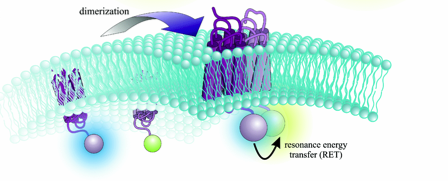 dimerization
resonance energy
transfer (RET)